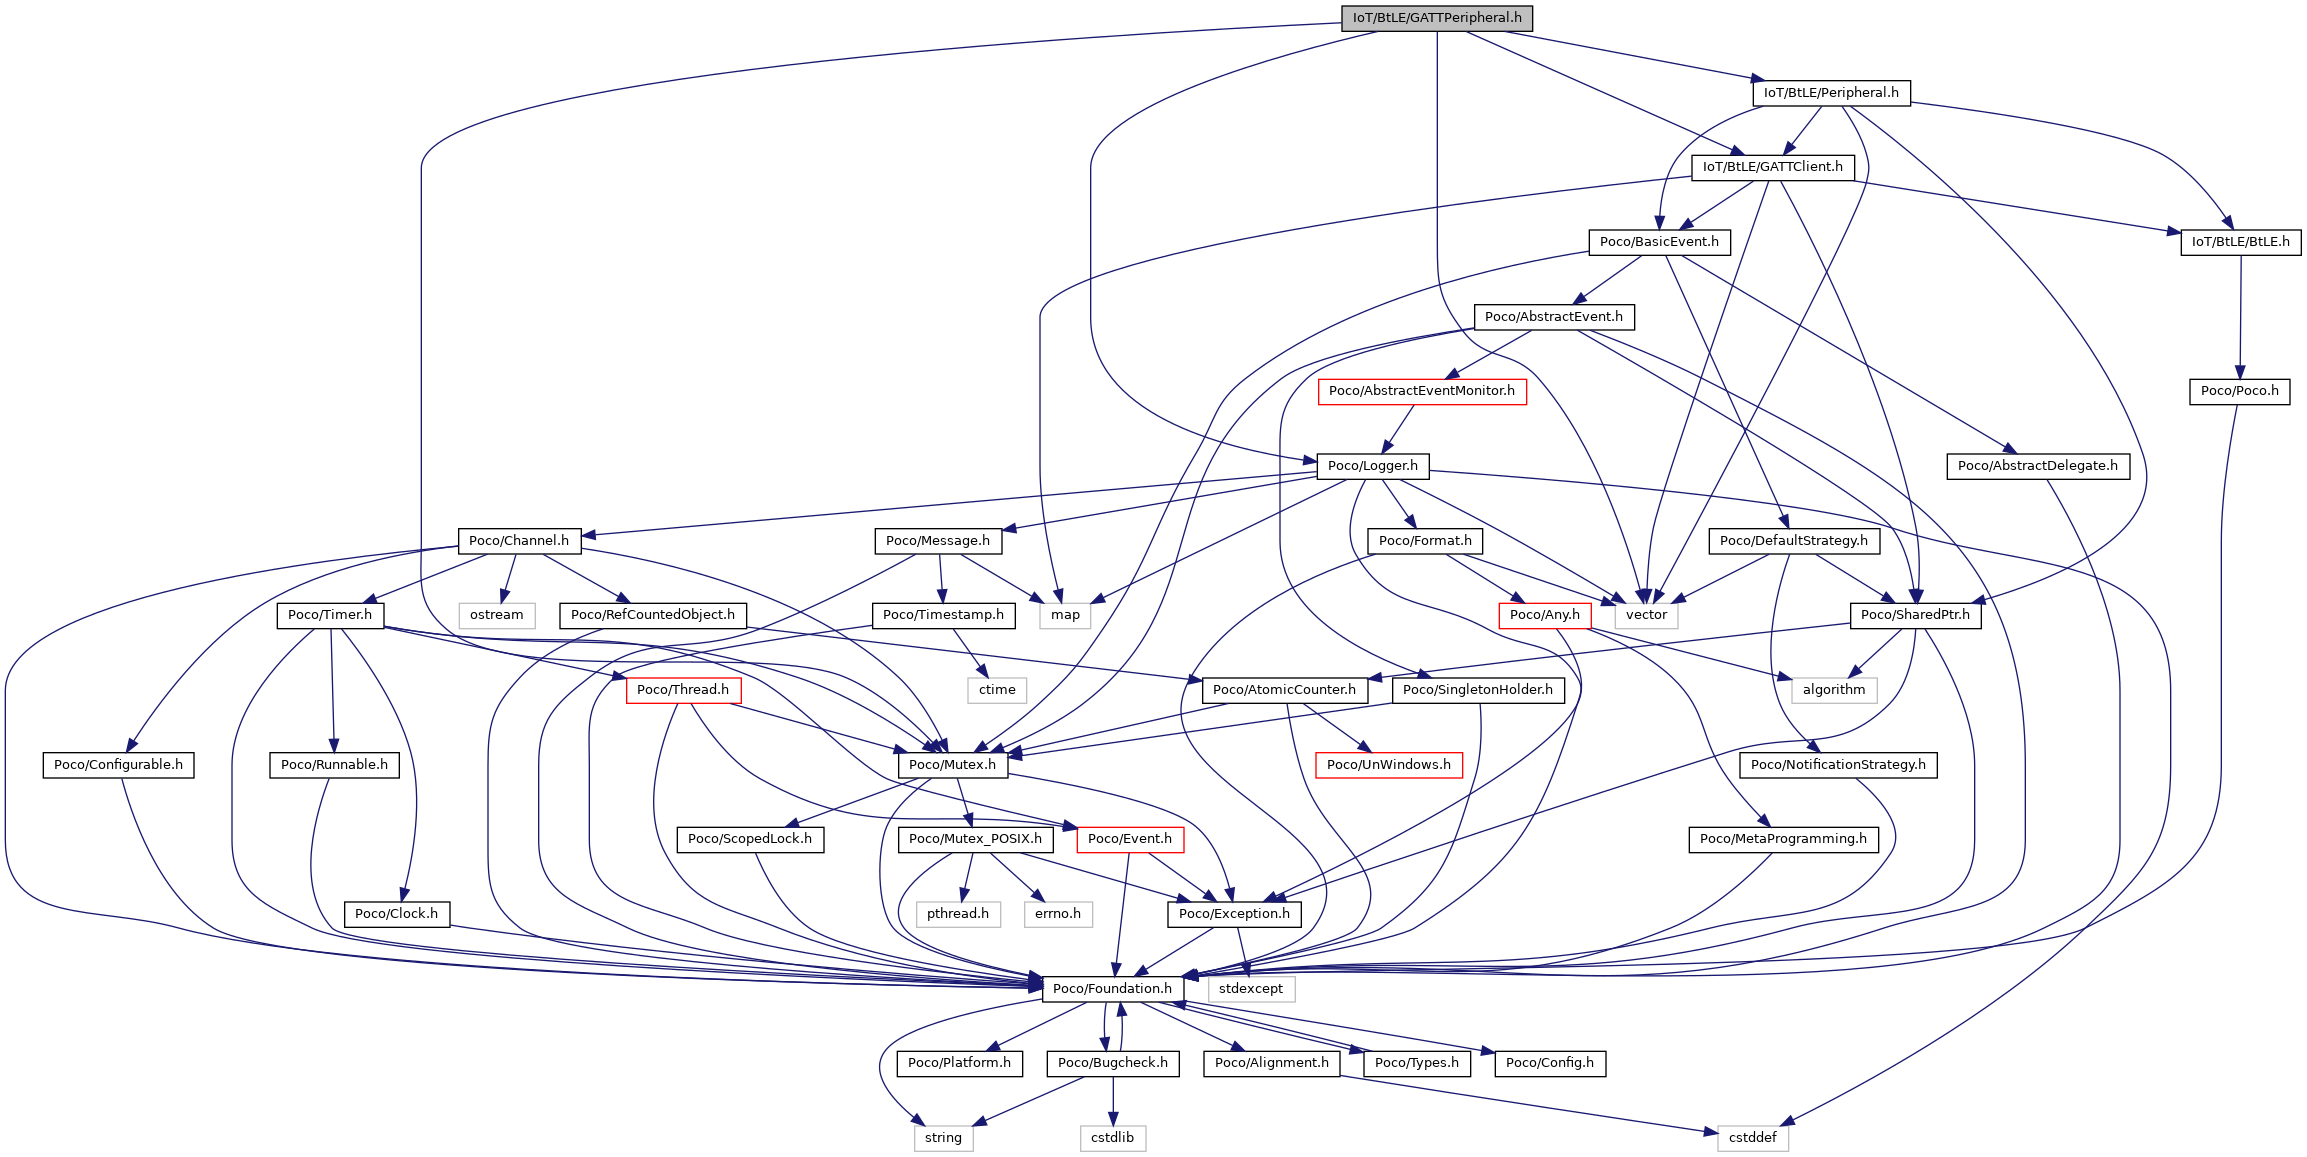 IoT/BtLE/GATTPeripheral.h
IoT/BtLE/Peripheral.h
IoT/BtLE/GATTClient.h
Poco/BasicEvent.h
IoT/BtLE/BtLE.h
Poco/AbstractEvent.h
Poco/AbstractEventMonitor.h
Poco/Poco.h
Poco/Logger.h
Poco/AbstractDelegate.h
Poco/Channel.h
Poco/Message.h
Poco/Format.h
Poco/DefaultStrategy.h
Poco/Timer.h
ostream
Poco/RefCountedObject.h
Poco/Timestamp.h
map
Poco/Any.h
vector
Poco/SharedPtr.h
Poco/Thread.h
ctime
Poco/AtomicCounter.h
Poco/SingletonHolder.h
algorithm
Poco/Configurable.h
Poco/Runnable.h
Poco/Mutex.h
Poco/UnWindows.h
Poco/NotificationStrategy.h
Poco/ScopedLock.h
Poco/Mutex_POSIX.h
Poco/Event.h
Poco/MetaProgramming.h
Poco/Clock.h
pthread.h
errno.h
Poco/Exception.h
Poco/Foundation.h
stdexcept
Poco/Platform.h
Poco/Bugcheck.h
Poco/Alignment.h
Poco/Types.h
Poco/Config.h
string
cstdlib
cstddef